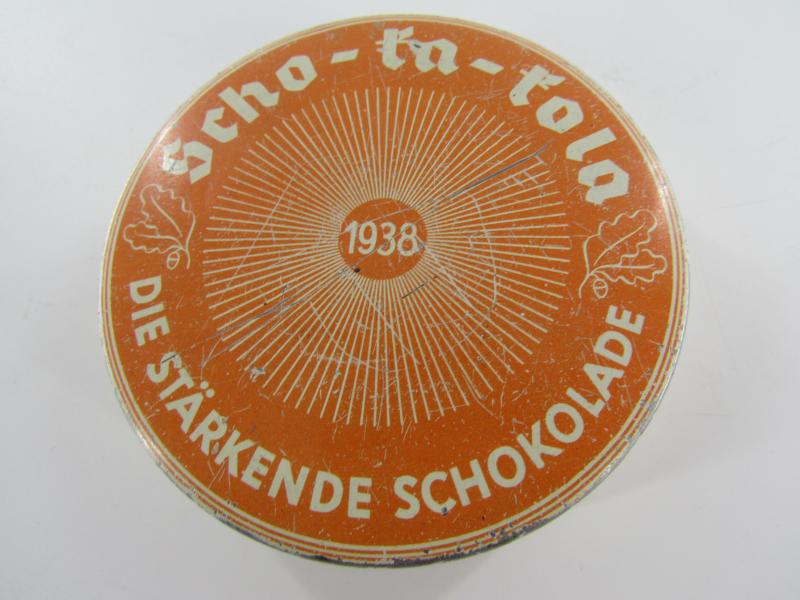 Scho-ka-kola
1938
DIE STÄRKENDE SCHOKOLADE